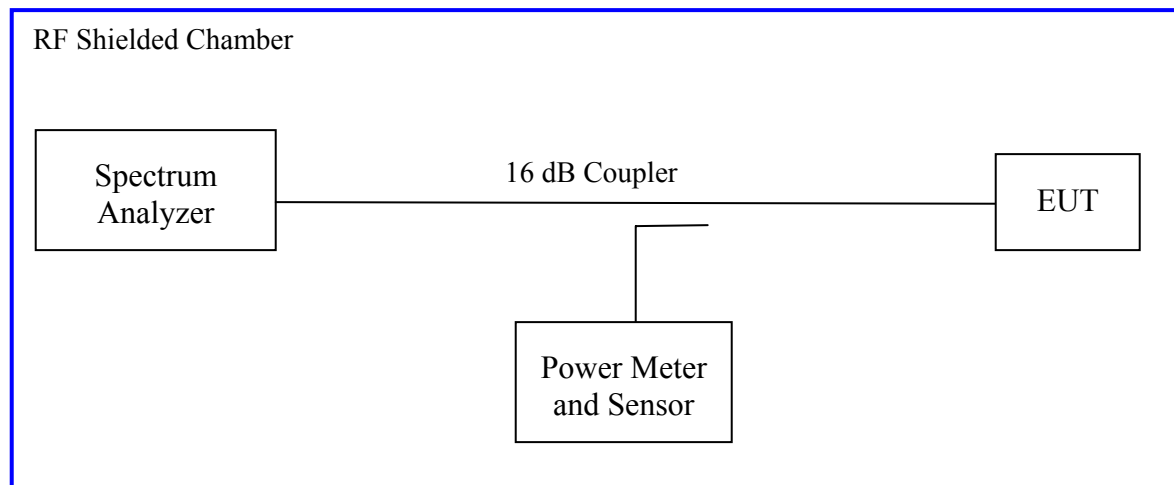 RF Shielded Chamber
Spectrum
Analyzer
16 dB Coupler
EUT
Power Meter
and Sensor